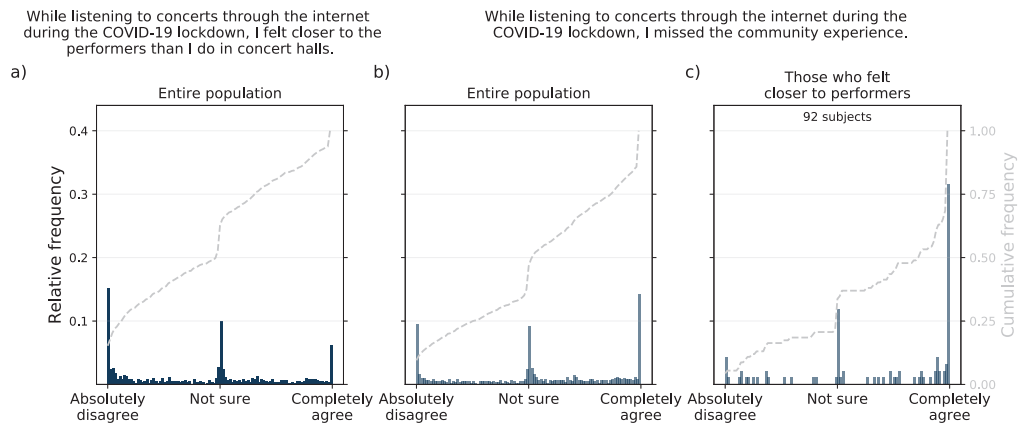 While listening to concerts through the internet
during the COVID-19 lockdown, I felt closer to the
performers than I do in concert halls.
While listening to concerts through the internet during the
COVID-19 lockdown, I missed the community experience.
a)
Entire population
b)
Entire population
c)
Those who felt
closer to performers
92 subjects
Relative frequency
0.4
0.3
0.2
0.1
1.00
0.75
0.50
0.25
0.00
Cumulative frequency
Absolutely
disagree
Not sure
Completely
agree
Absolutely
disagree
Not sure
Completely
agree
Absolutely
disagree
Not sure
Completely
agree